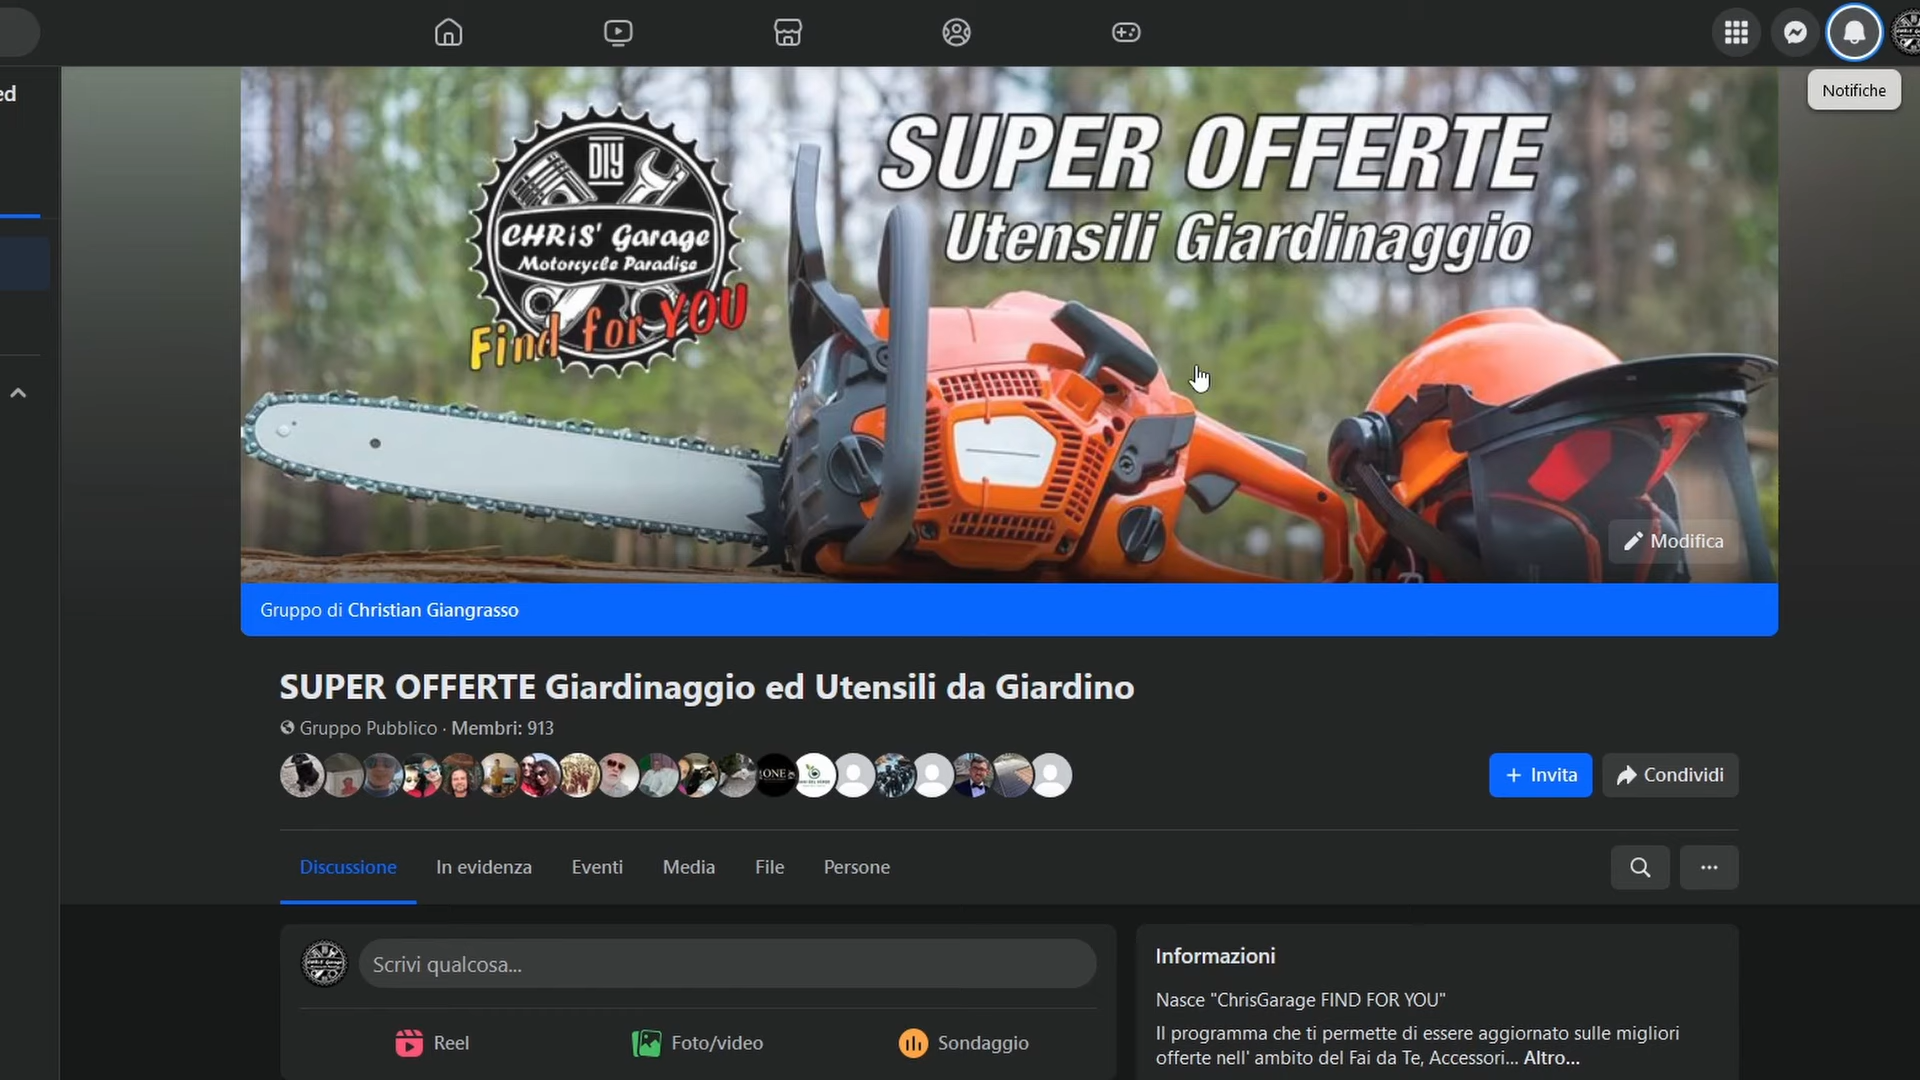 ed
Notifiche
DIY
CHRiS' Garage
Motorcycle Paradise
Find for YOU
SUPER OFFERTE
Utensili Giardinaggio
Modifica
Gruppo di Christian Giangrasso
SUPER OFFERTE Giardinaggio ed Utensili da Giardino
Gruppo Pubblico · Membri: 913
+ Invita
Condividi
Discussione
In evidenza
Eventi
Media
File
Persone
Scrivi qualcosa...
Reel
Foto/video
Sondaggio
Informazioni
Nasce "ChrisGarage FIND FOR YOU"
Il programma che ti permette di essere aggiornato sulle migliori
offerte nell' ambito del Fai da Te, Accessori... Altro...